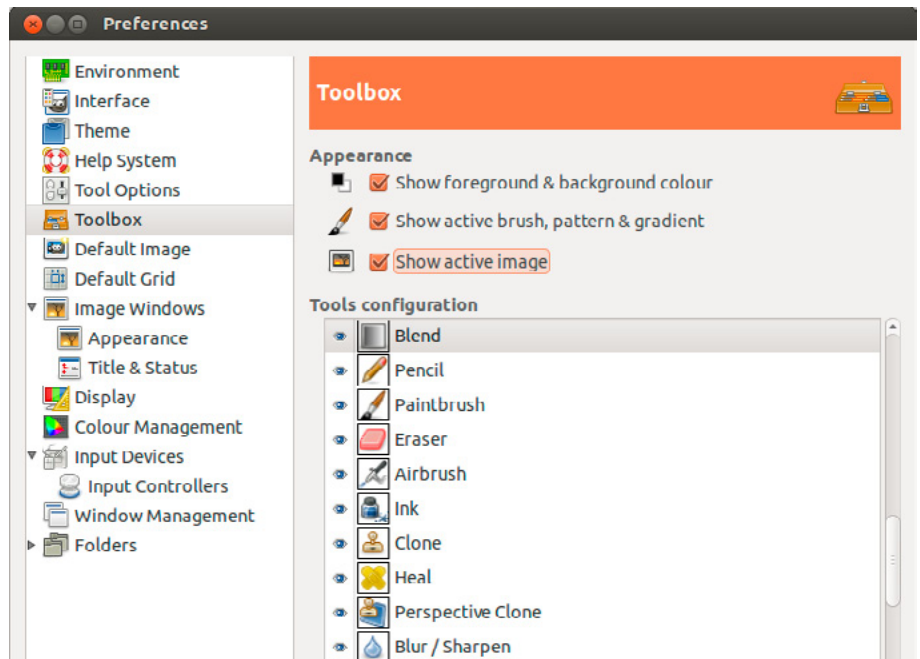 Preferences
Environment
Interface
Theme
Help System
Tool Options
Toolbox
Default Image
Default Grid
Image Windows
Appearance
Title & Status
Display
Colour Management
Input Devices
Input Controllers
Window Management
Folders
Toolbox
Appearance
Show foreground & background colour
Show active brush, pattern & gradient
Show active image
Tools configuration
Blend
Pencil
Paintbrush
Eraser
Airbrush
Ink
Clone
Heal
Perspective Clone
Blur / Sharpen